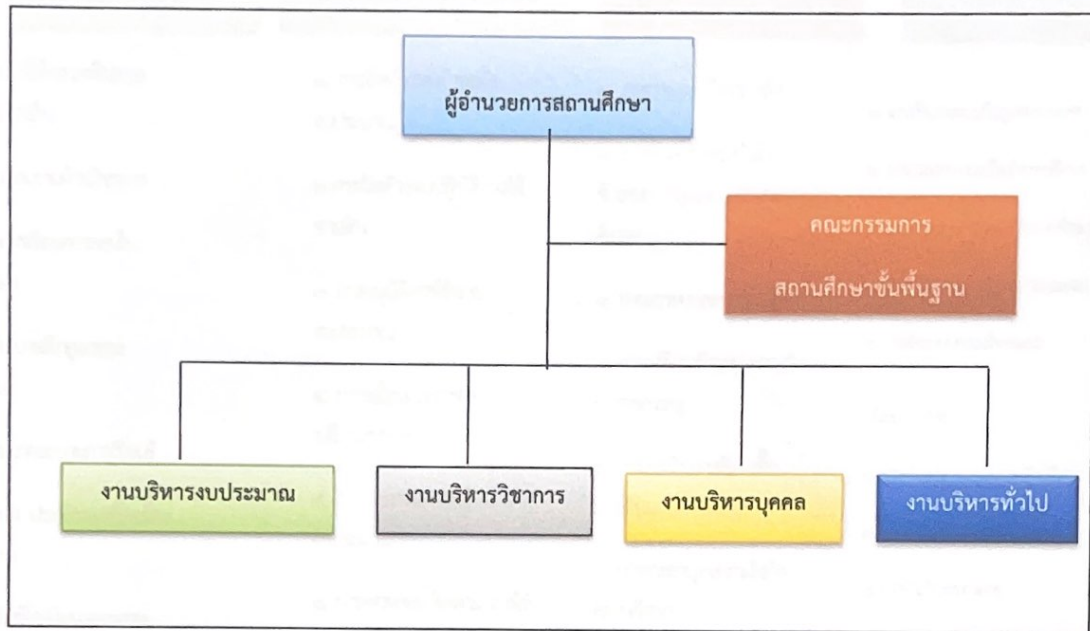 ผู้อำนวยการสถานศึกษา
คณะกรรมการ
สถานศึกษาขั้นพื้นฐาน
งานบริหารงบประมาณ
งานบริหารวิชาการ
งานบริหารบุคคล
งานบริหารทั่วไป